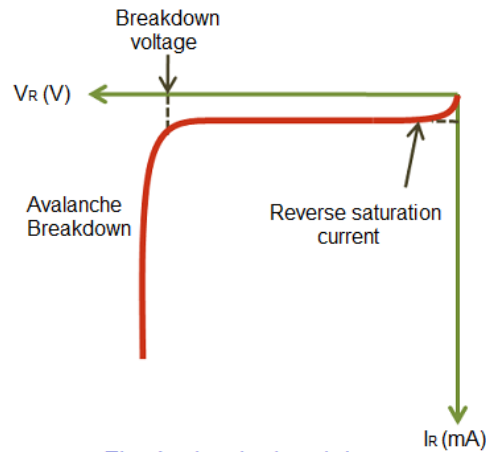 Breakdown
voltage
VR (V)
Avalanche
Breakdown
Reverse saturation
current
IR (mA)